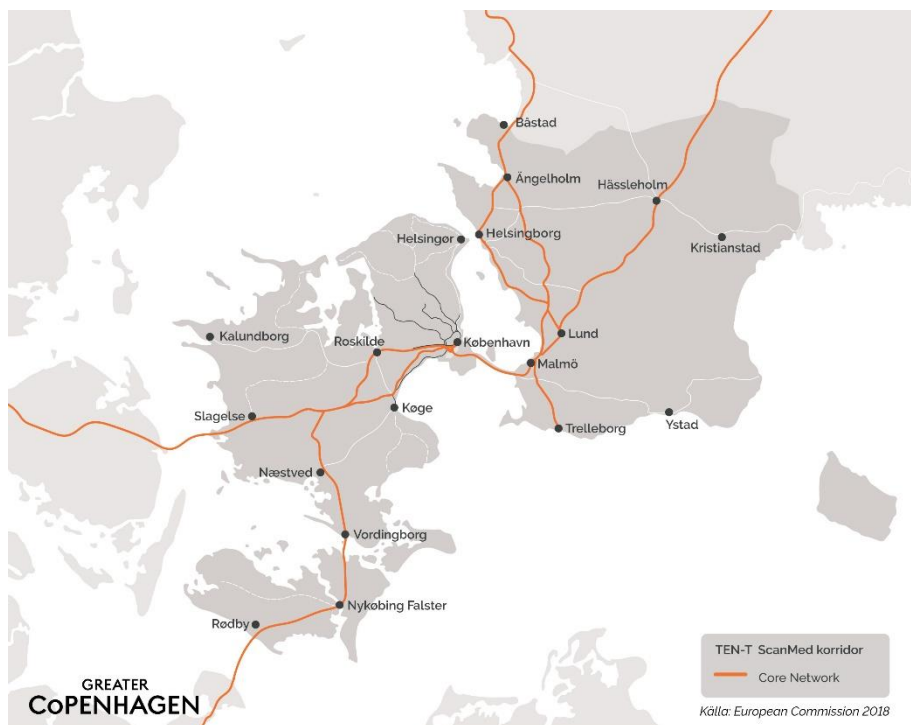 Båstad
Ängelholm
Hässleholm
Helsingør
Helsingborg
Kristianstad
Kalundborg
Roskilde
København
Lund
Malmö
Slagelse
Køge
Trelleborg
Ystad
Næstved
Vordingborg
Nykøbing Falster
Rødby
TEN-T ScanMed korridor
Core Network
GREATER
CoPENHAGEN
Källa: European Commission 2018